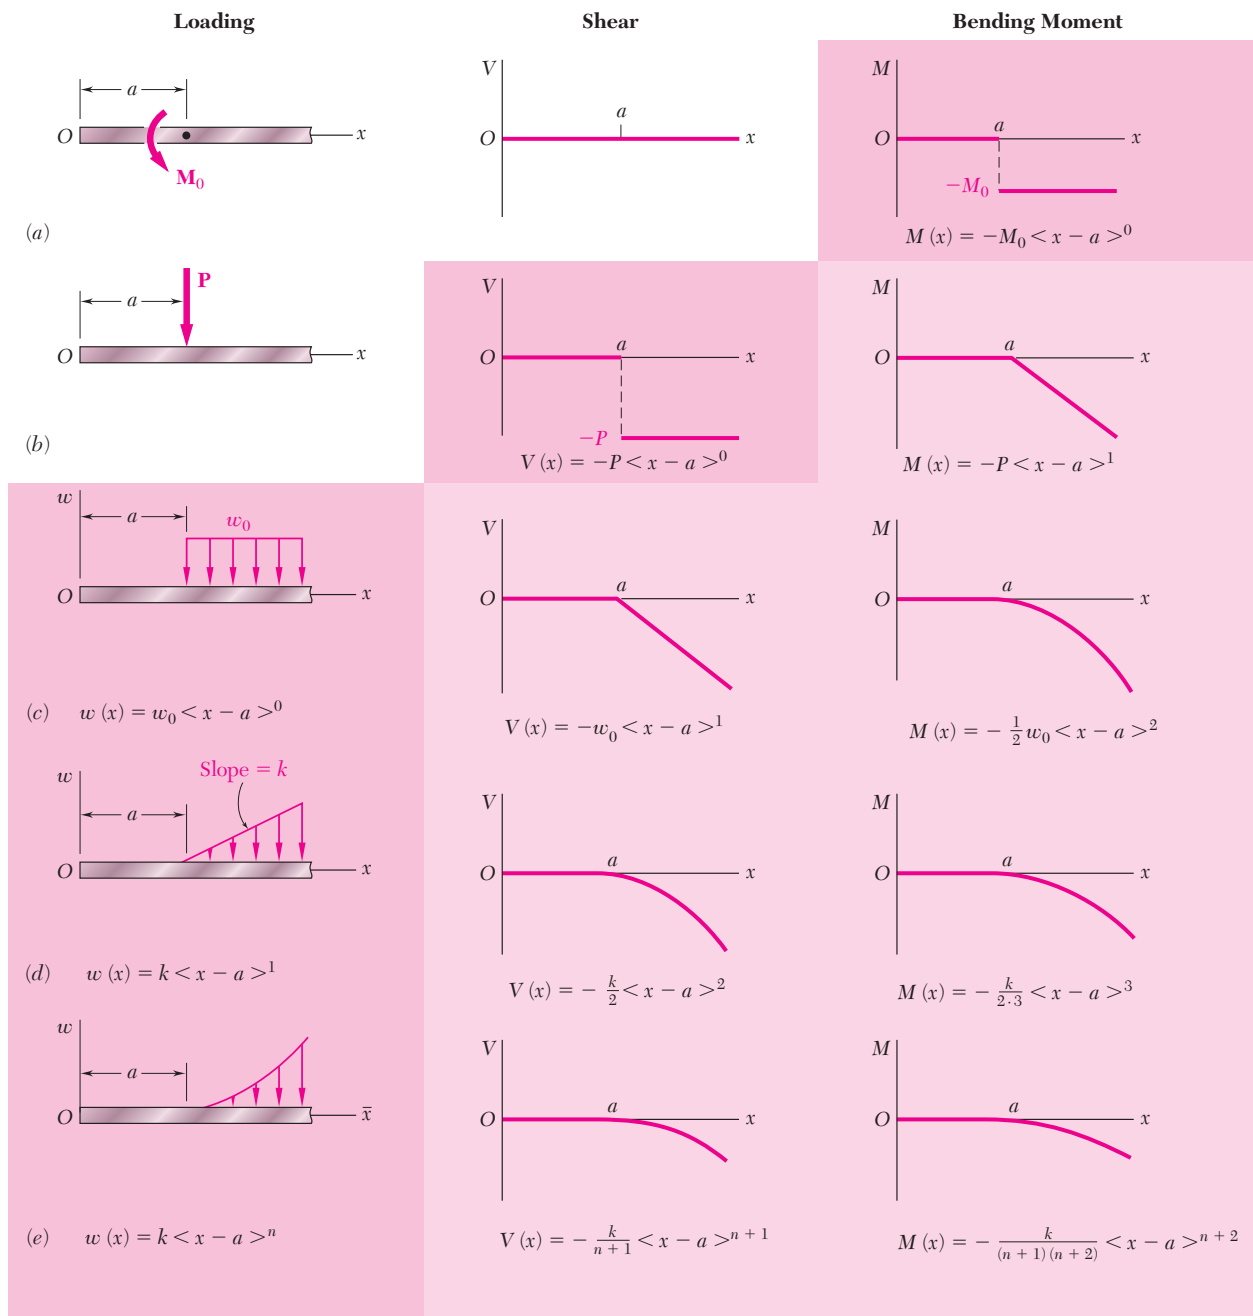 Loading Shear Bending Moment
a
O x
M₀
V
a
O x
M
a
O x
−M₀
(a)
M (x) = −M₀ < x − a >⁰
P
a
O x
V
a
O x
−P
V (x) = −P < x − a >⁰
M
a
O x
(b)
M (x) = −P < x − a >¹
w
a
w₀
O x
V
a
O x
M
a
O x
(c) w (x) = w₀ < x − a >⁰
V (x) = −w₀ < x − a >¹
M (x) = − 1/2 w₀ < x − a >²
w
Slope = k
a
O x
V
a
O x
M
a
O x
(d) w (x) = k < x − a >¹
V (x) = − k/2 < x − a >²
M (x) = − k/(2·3) < x − a >³
w
a
O x̄
V
a
O x
M
a
O x
(e) w (x) = k < x − a >ⁿ
V (x) = − k/(n + 1) < x − a >ⁿ ⁺ ¹
M (x) = − k/((n + 1) (n + 2)) < x − a >ⁿ ⁺ ²